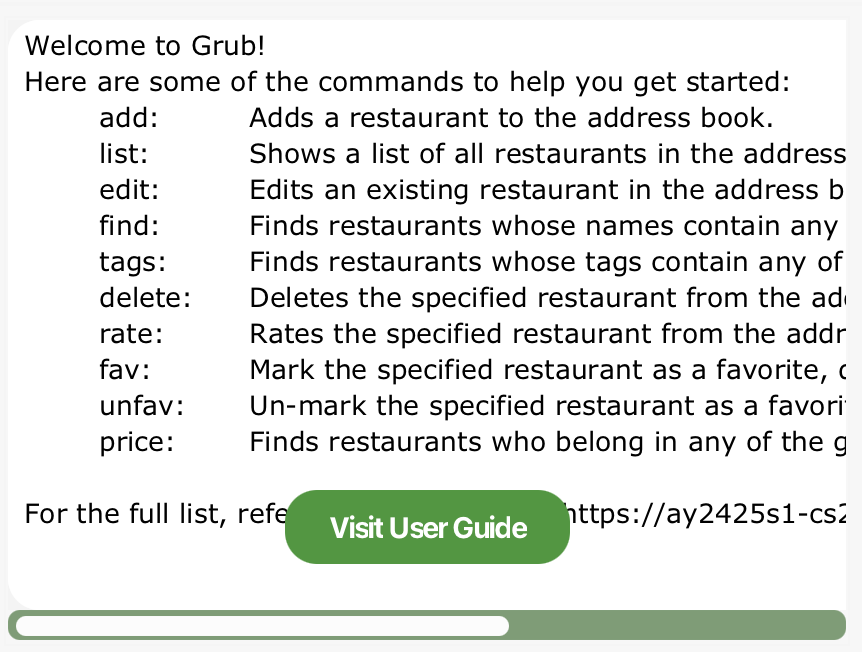 Welcome to Grub!
Here are some of the commands to help you get started:
add: Adds a restaurant to the address book.
list: Shows a list of all restaurants in the address
edit: Edits an existing restaurant in the address b
find: Finds restaurants whose names contain any
tags: Finds restaurants whose tags contain any of
delete: Deletes the specified restaurant from the
rate: Rates the specified restaurant from the addr
fav: Mark the specified restaurant as a favorite,
unfav: Un-mark the specified restaurant as a
price: Finds restaurants who belong in any of the g
For the full list, https://ay2425s1-cs2
Visit User Guide